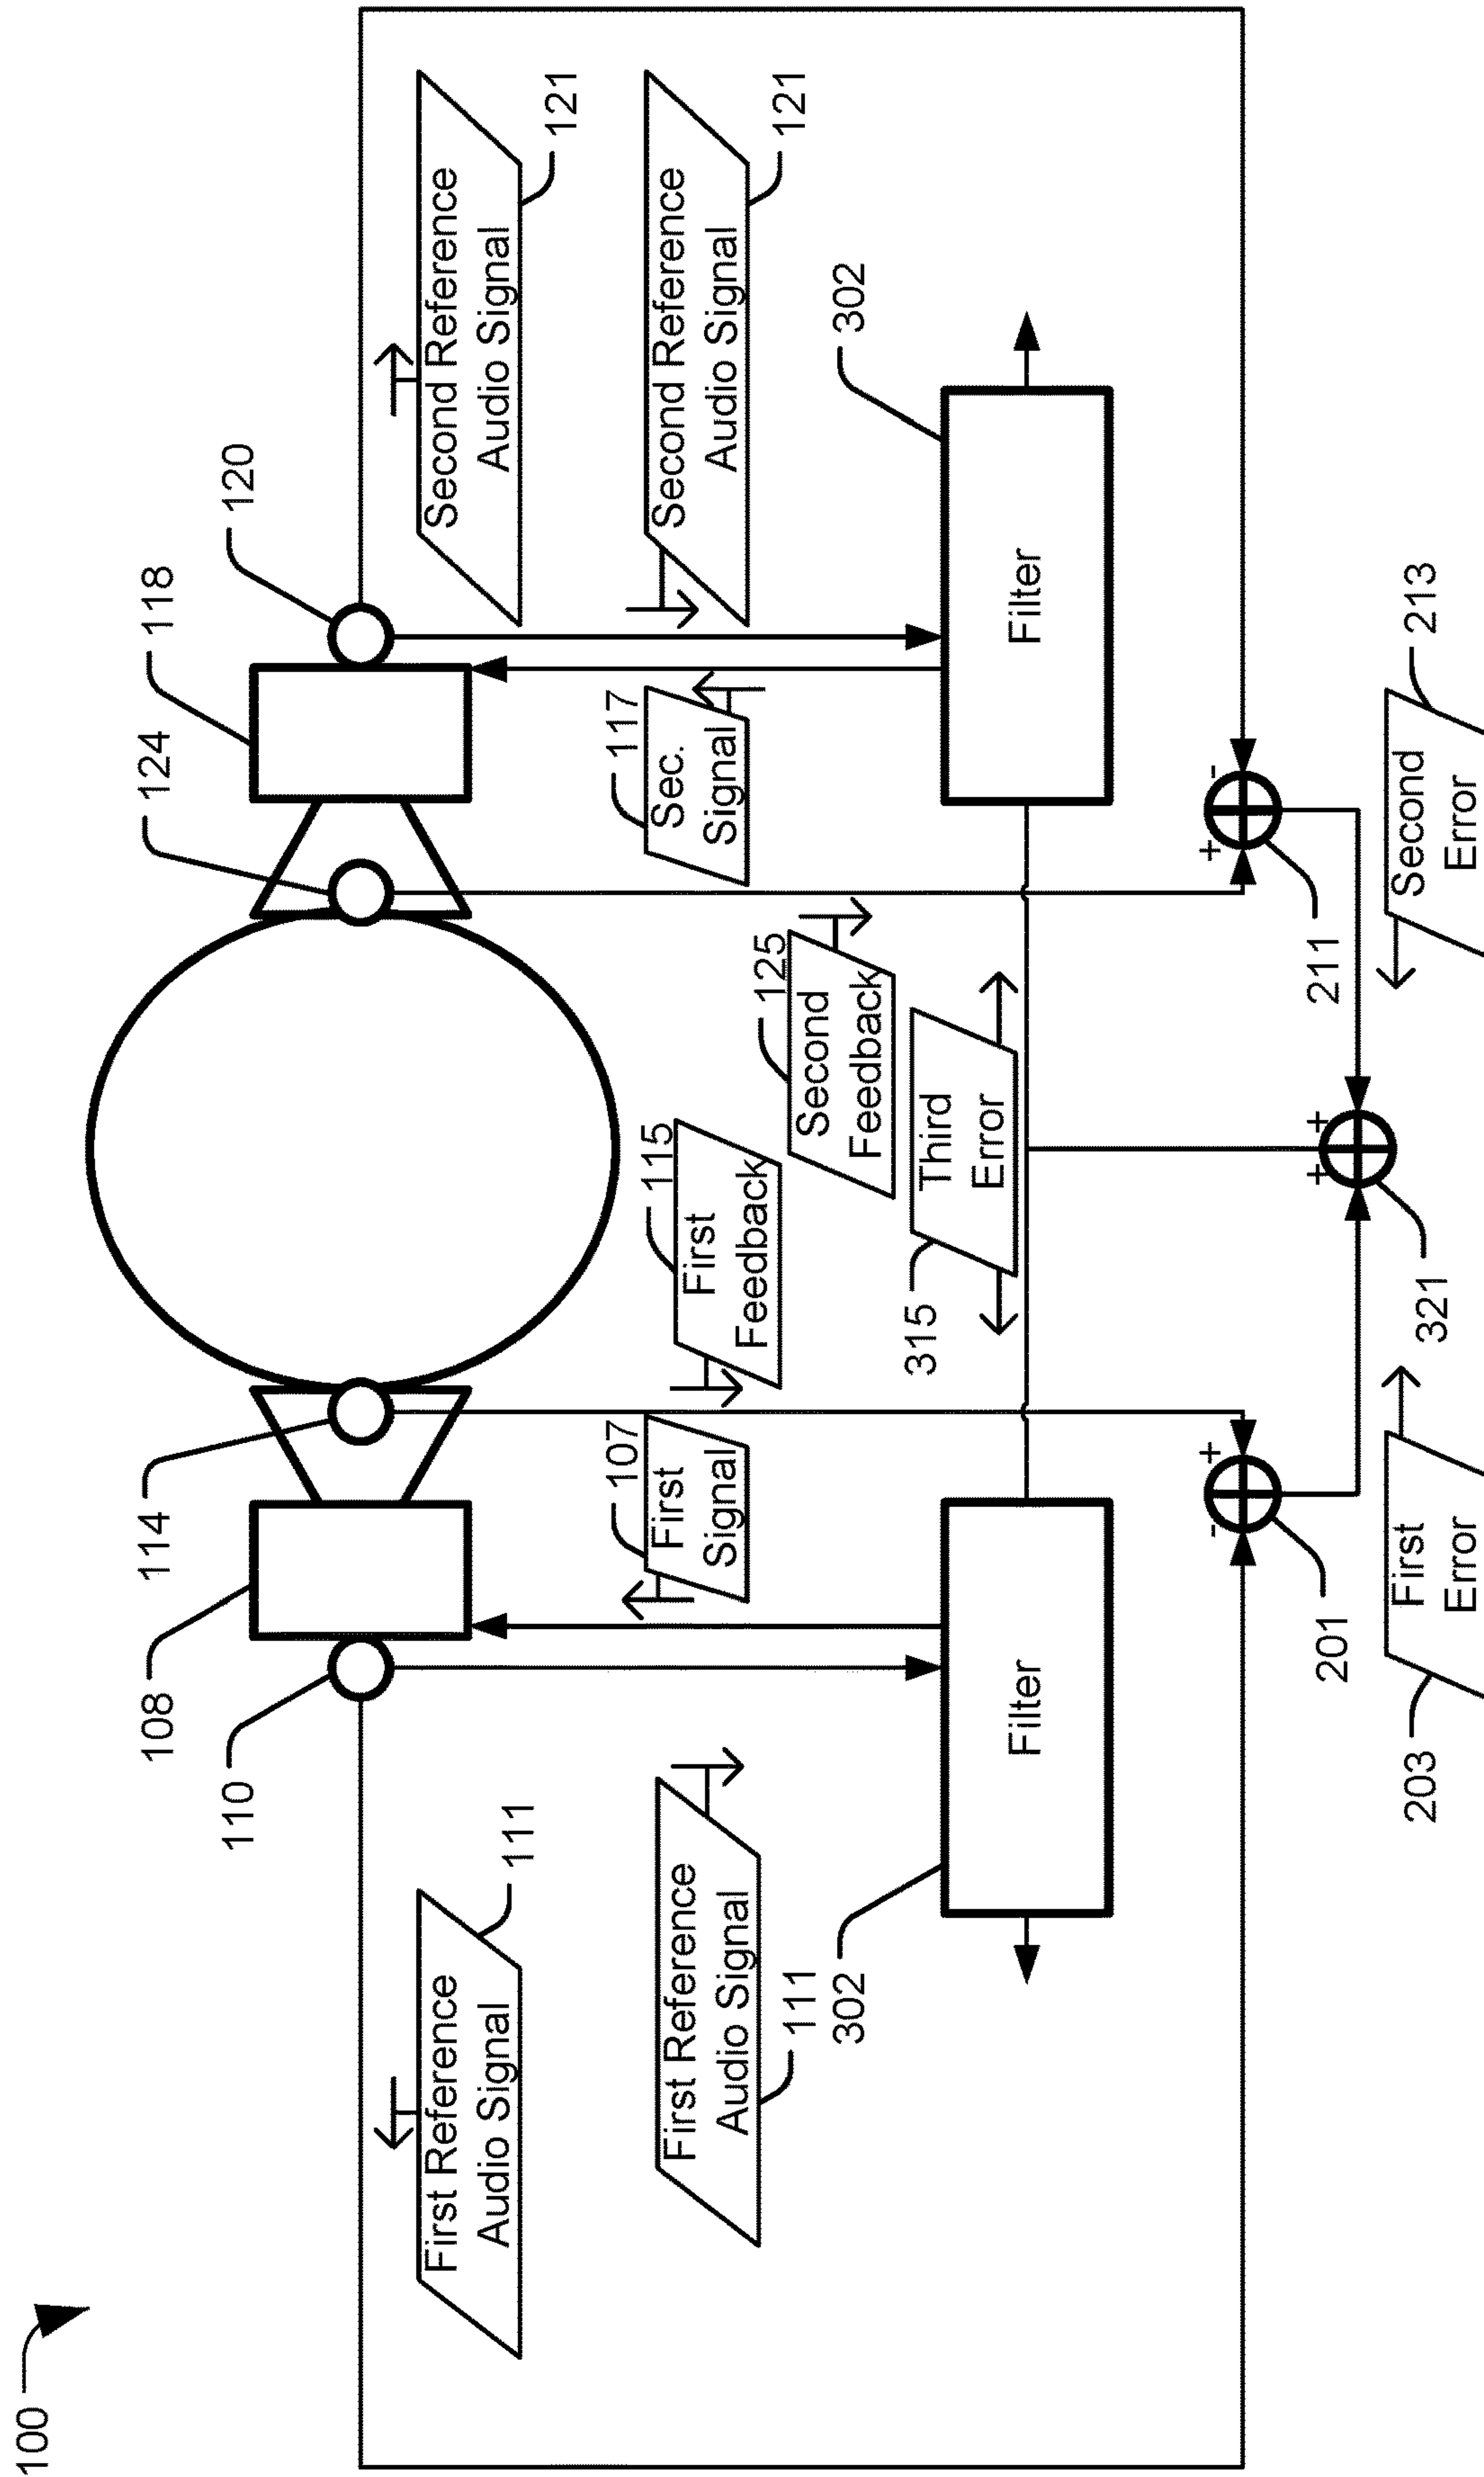 100
108
114
124
118
110
120
First Reference
Audio Signal
111
Second Reference
Audio Signal
121
First Reference
Audio Signal
111
107
First
Signal
115
First
Feedback
125
Second
Feedback
117
Sec.
Signal
Second Reference
Audio Signal
121
315
Third
Error
302
Filter
302
Filter
-
+
+
-
201
211
+
+
321
203
First
Error
Second
Error
213